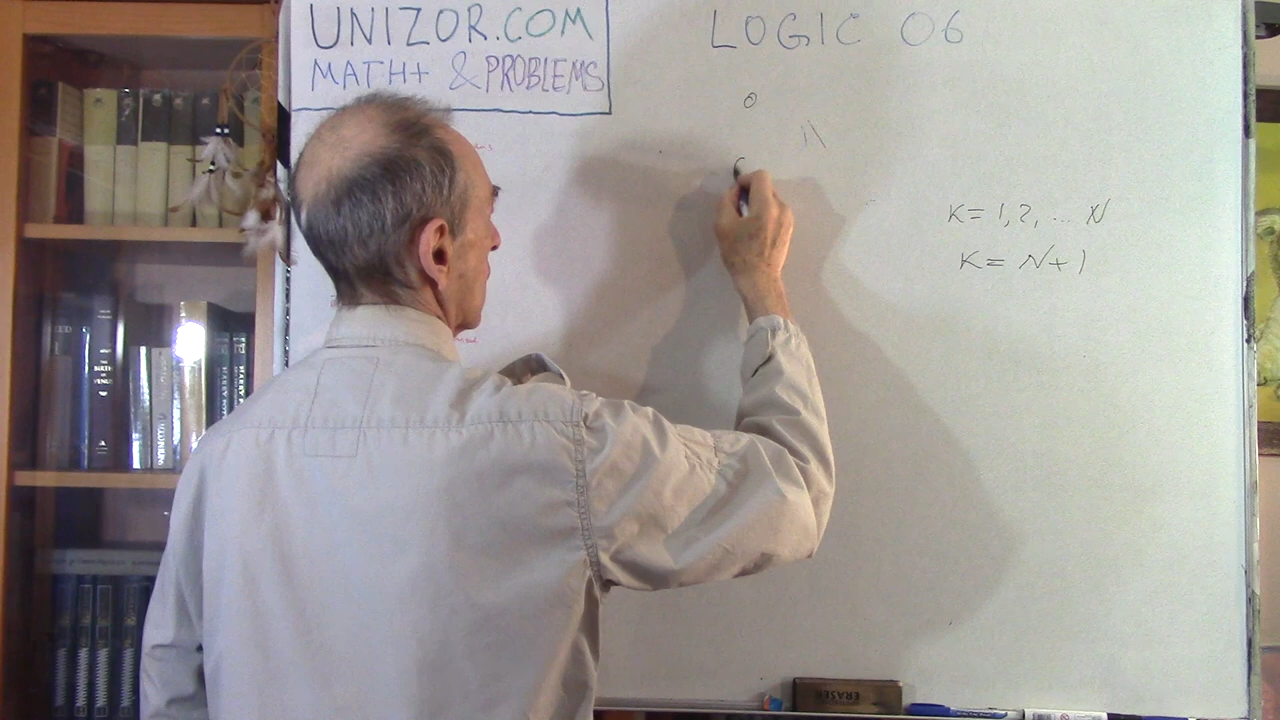 UNIZOR.COM
MATH+ & PROBLEMS
LOGIC 06
K = 1, 2, ... N
K = N + 1
ERASER